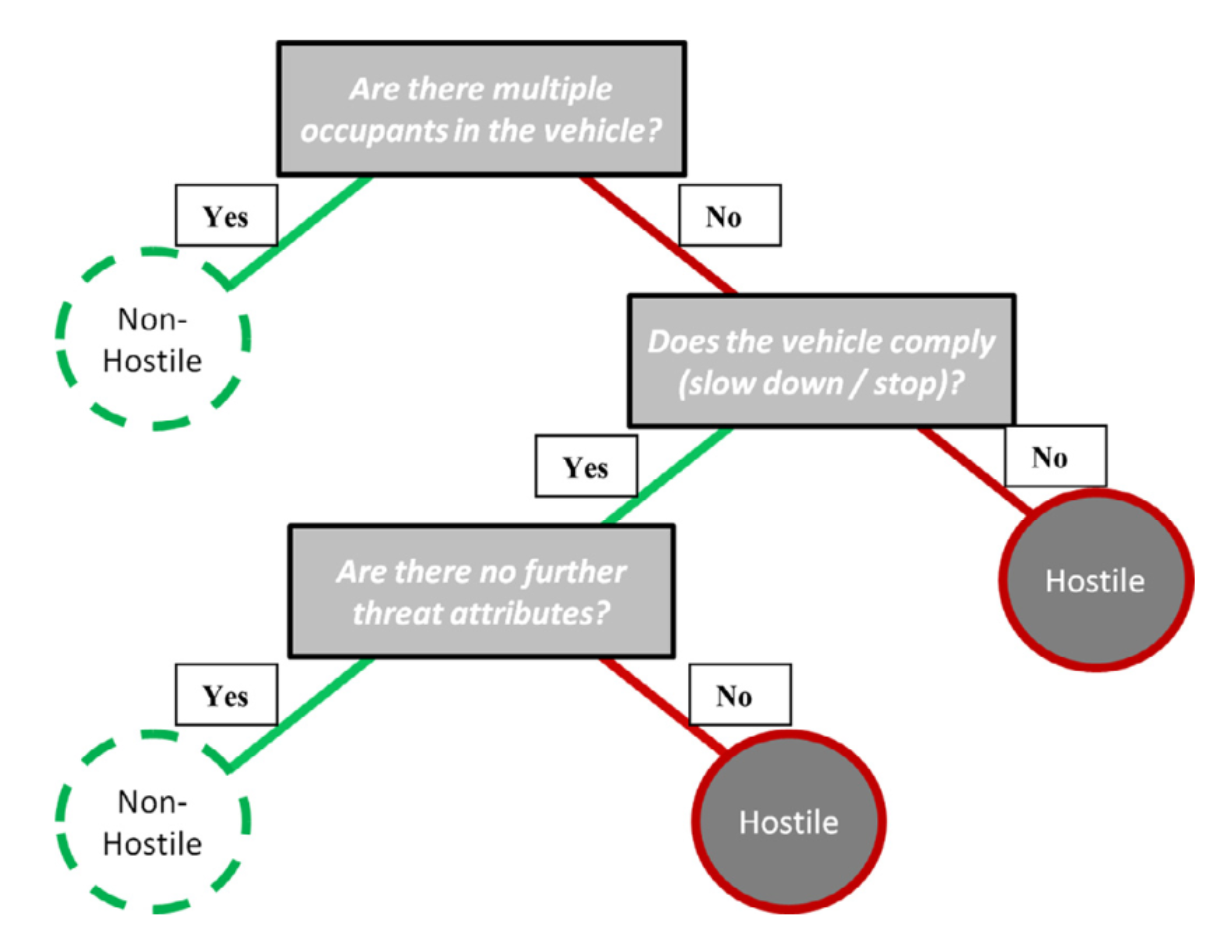 Are there multiple
occupants in the vehicle?
Yes
No
Non-
Hostile
Does the vehicle comply
(slow down / stop)?
Yes
No
Are there no further
threat attributes?
Hostile
Yes
No
Non-
Hostile
Hostile